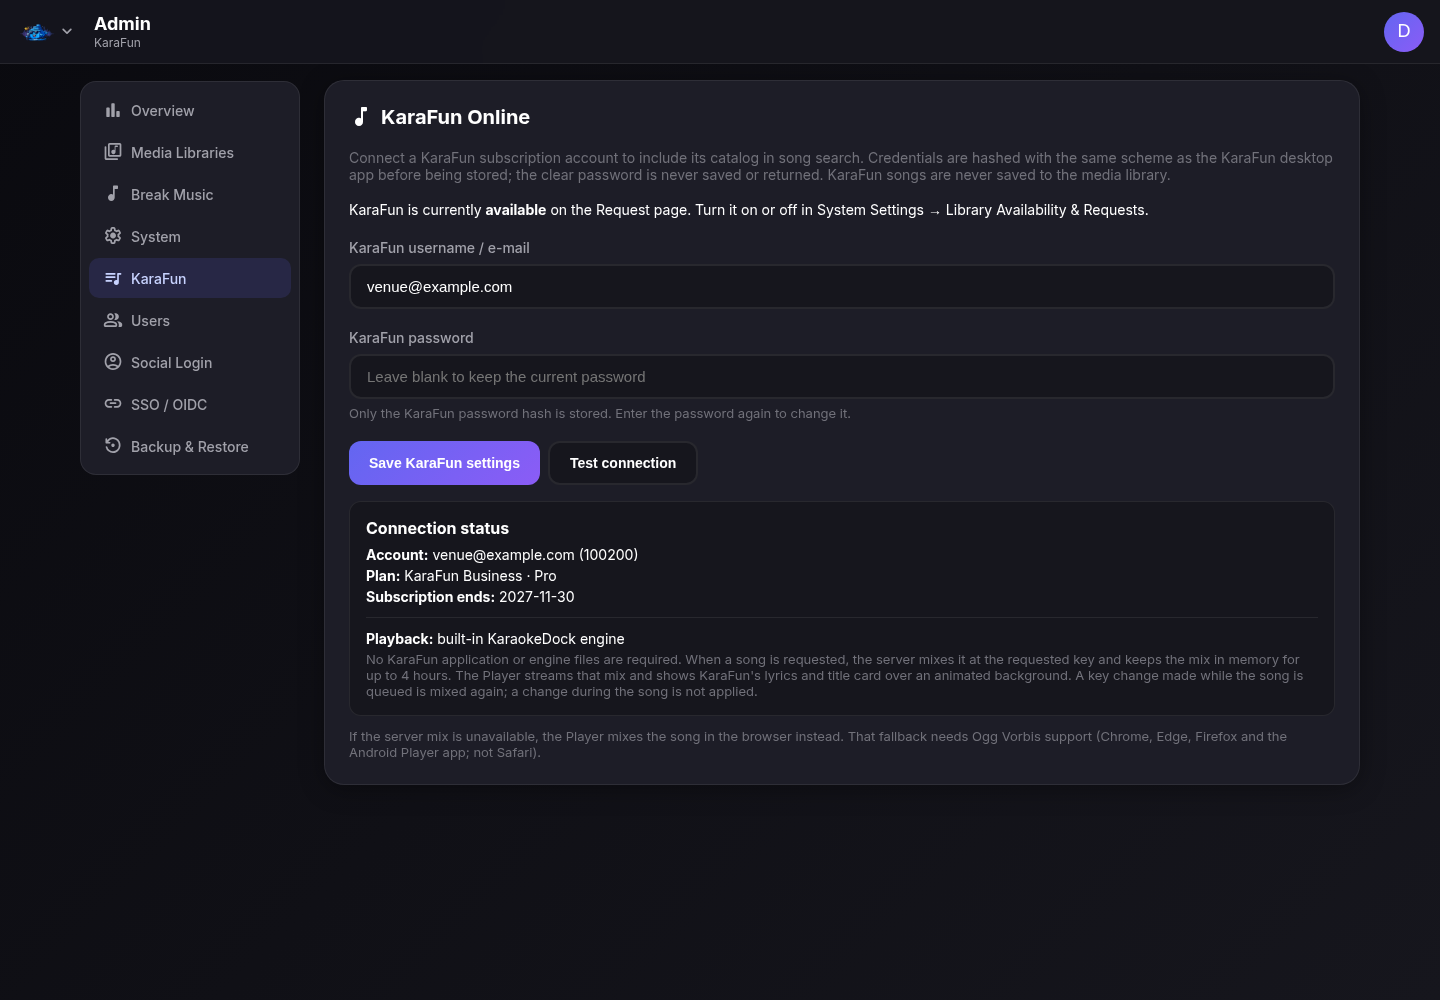 Admin
KaraFun
D
Overview
Media Libraries
Break Music
System
KaraFun
Users
Social Login
SSO / OIDC
Backup & Restore
KaraFun Online
Connect a KaraFun subscription account to include its catalog in song search. Credentials are hashed with the same scheme as the KaraFun desktop
app before being stored; the clear password is never saved or returned. KaraFun songs are never saved to the media library.
KaraFun is currently available on the Request page. Turn it on or off in System Settings → Library Availability & Requests.
KaraFun username / e-mail
venue@example.com
KaraFun password
Leave blank to keep the current password
Only the KaraFun password hash is stored. Enter the password again to change it.
Save KaraFun settings
Test connection
Connection status
Account: venue@example.com (100200)
Plan: KaraFun Business · Pro
Subscription ends: 2027-11-30
Playback: built-in KaraokeDock engine
No KaraFun application or engine files are required. When a song is requested, the server mixes it at the requested key and keeps the mix in memory for
up to 4 hours. The Player streams that mix and shows KaraFun's lyrics and title card over an animated background. A key change made while the song is
queued is mixed again; a change during the song is not applied.
If the server mix is unavailable, the Player mixes the song in the browser instead. That fallback needs Ogg Vorbis support (Chrome, Edge, Firefox and the
Android Player app; not Safari).